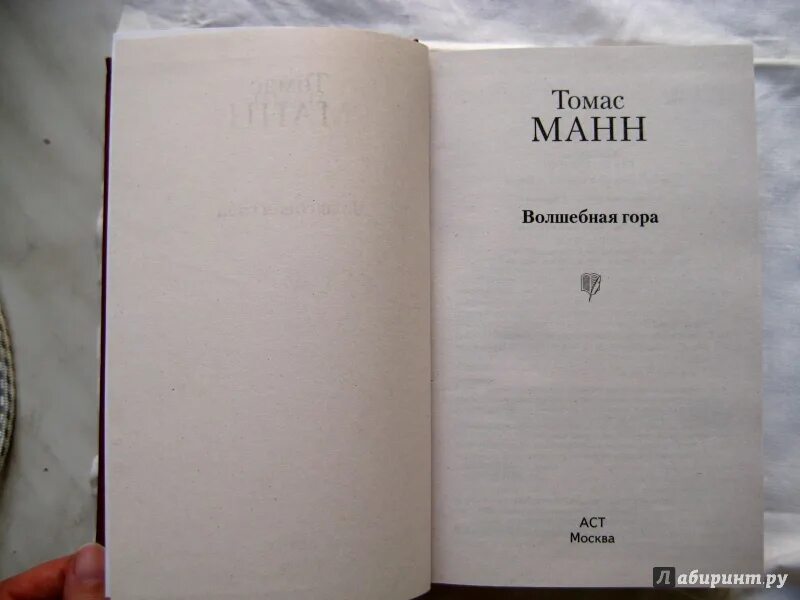 Томас
МАНН
Волшебная гора
АСТ
Москва
Лабиринт.ру